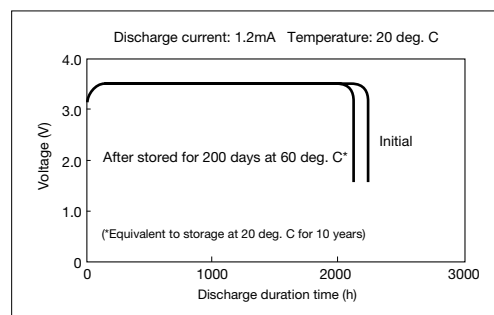 Discharge current: 1.2mA Temperature: 20 deg. C
4.0
3.0
2.0
1.0
0
Voltage (V)
After stored for 200 days at 60 deg. C*
Initial
(*Equivalent to storage at 20 deg. C for 10 years)
0 1000 2000 3000
Discharge duration time (h)